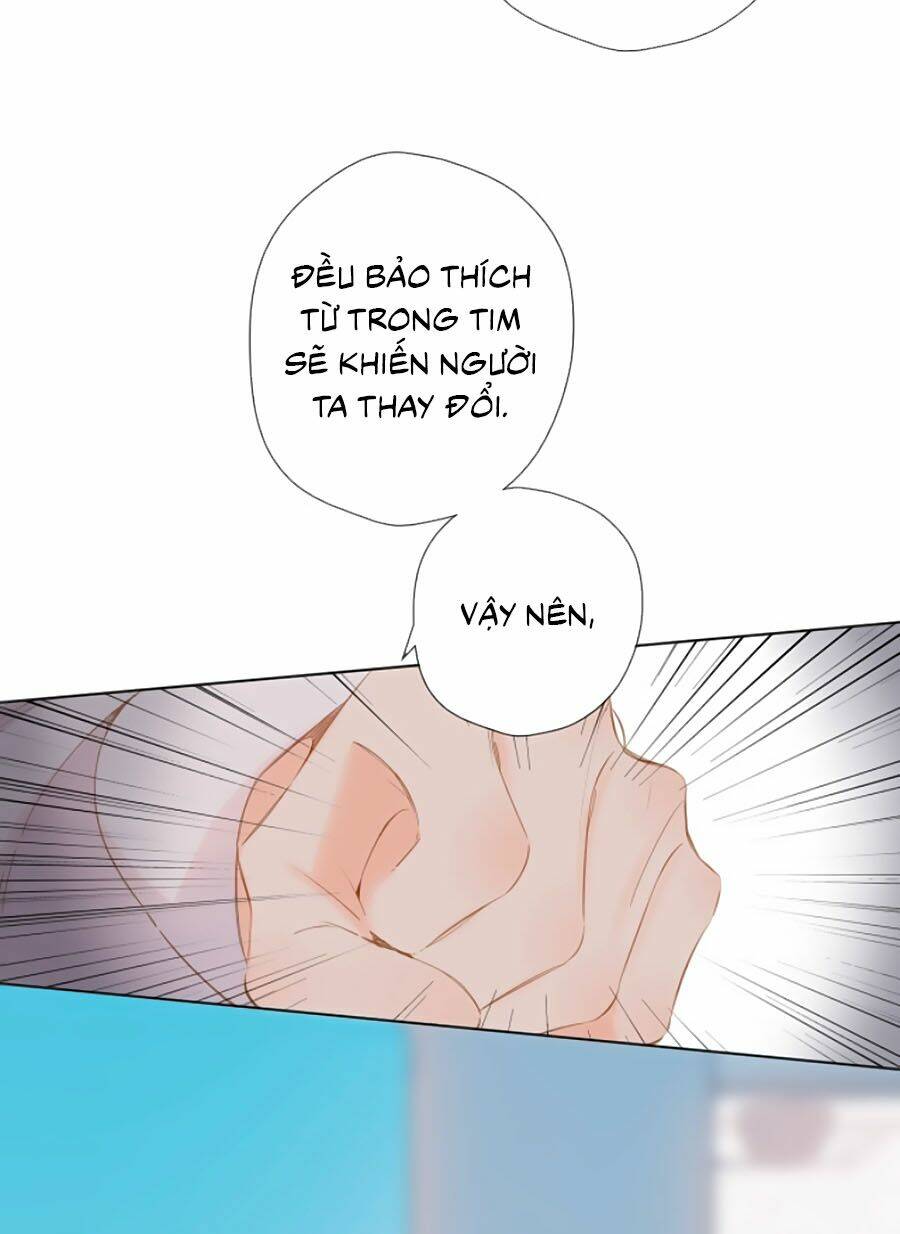 ĐỀU BẢO THÍCH
TỪ TRONG TIM
SẼ KHIẾN NGƯỜI
TA THAY ĐỔI.
VẬY NÊN,